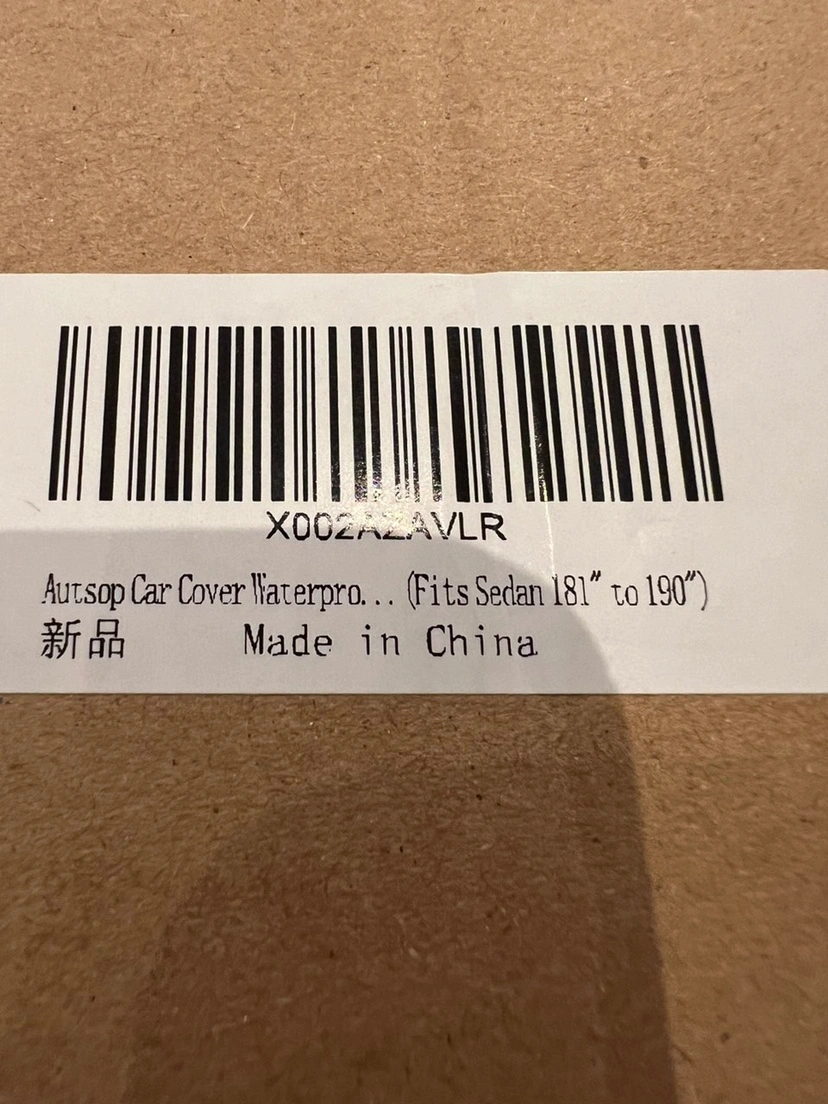 X002AZAVLR
Autsop Car Cover Waterpro... (Fits Sedan 181" to 190")
新品 Made in China